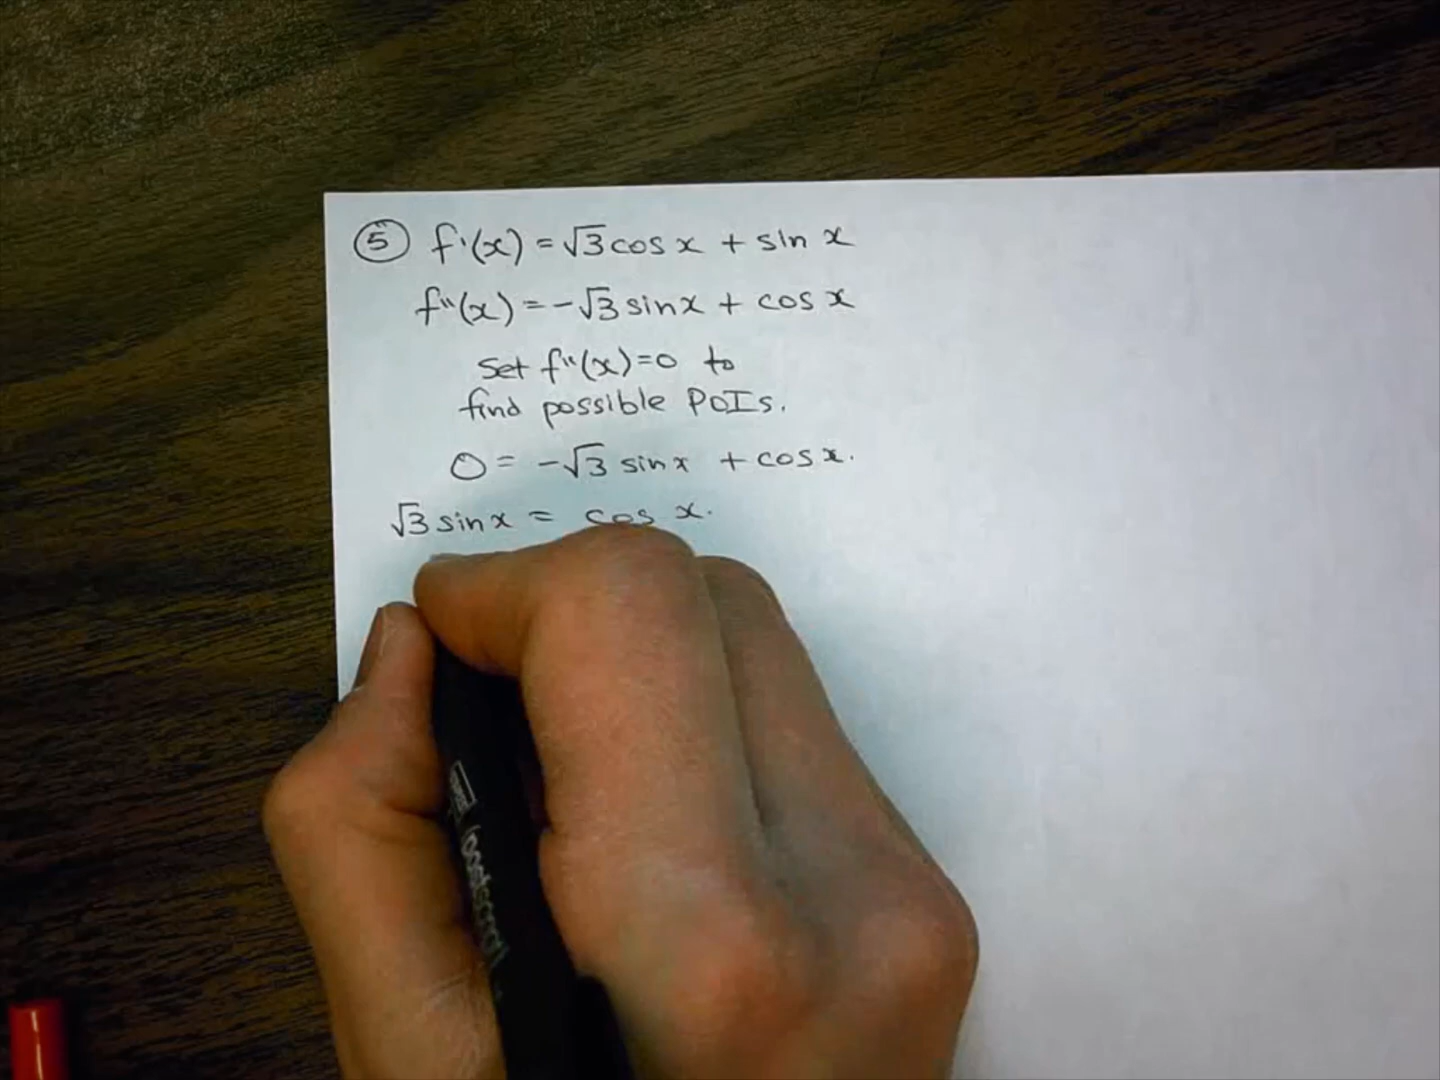 ⑤ f'(x) = √3 cos x + sin x
f''(x) = -√3 sin x + cos x
Set f''(x) = 0 to
find possible POIs.
0 = -√3 sin x + cos x.
√3 sin x = cos x.